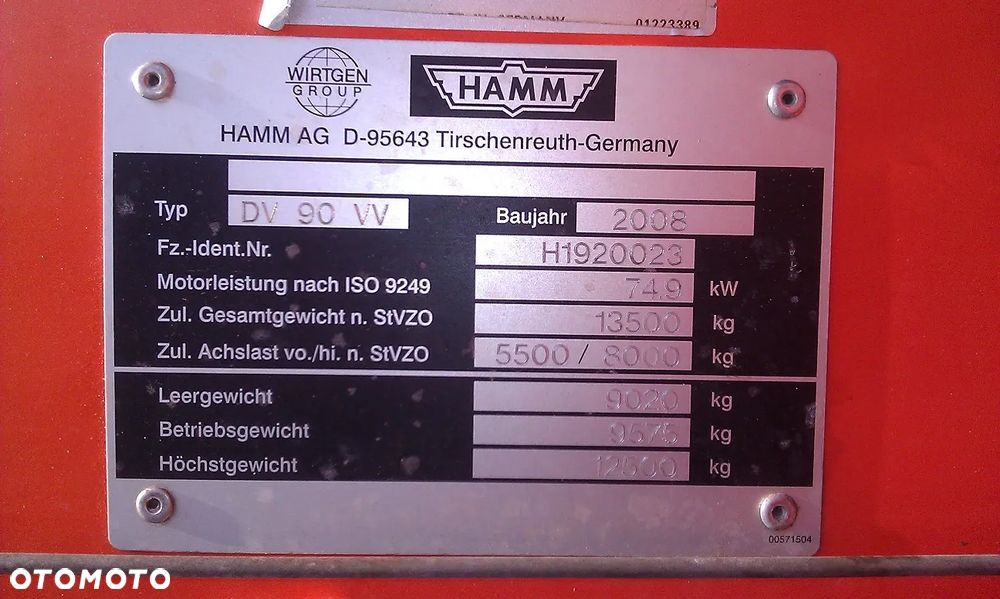 01223389
WIRTGEN
GROUP
HAMM
HAMM AG D-95643 Tirschenreuth-Germany
Typ DV 90 VV Baujahr 2008
Fz.-Ident.Nr. H1920023
Motorleistung nach ISO 9249 74.9 kW
Zul. Gesamtgewicht n. StVZO 13500 kg
Zul. Achslast vo./hi. n. StVZO 5500 / 8000 kg
Leergewicht 9020 kg
Betriebsgewicht 9575 kg
Höchstgewicht 12500 kg
00571504
OTOMOTO